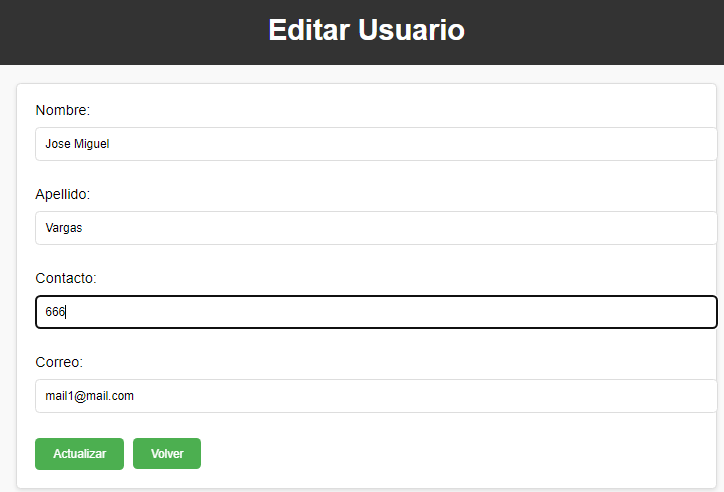 Editar Usuario
Nombre:
Jose Miguel
Apellido:
Vargas
Contacto:
666
Correo:
mail1@mail.com
Actualizar Volver